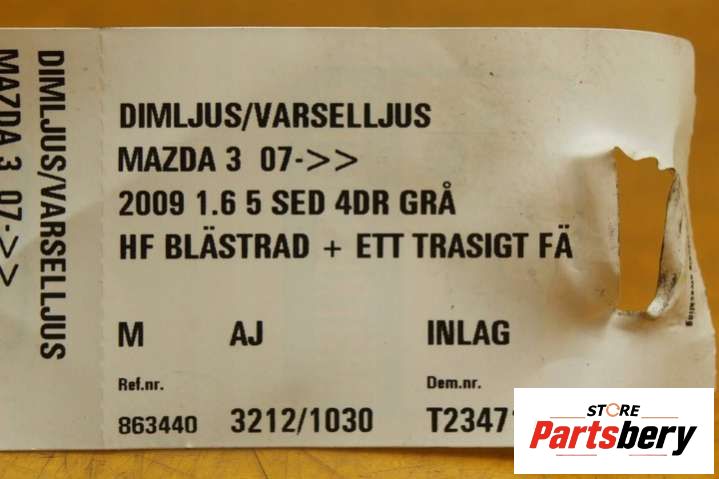 DIMLJUS/VARSELLJUS
MAZDA 3 07->>
DIMLJUS/VARSELLJUS
MAZDA 3 07->>
2009 1.6 5 SED 4DR GRÅ
HF BLÄSTRAD + ETT TRASIGT FÄ
M AJ INLAG
Ref.nr. Dem.nr.
863440 3212/1030 T2347
STORE
Partsbery